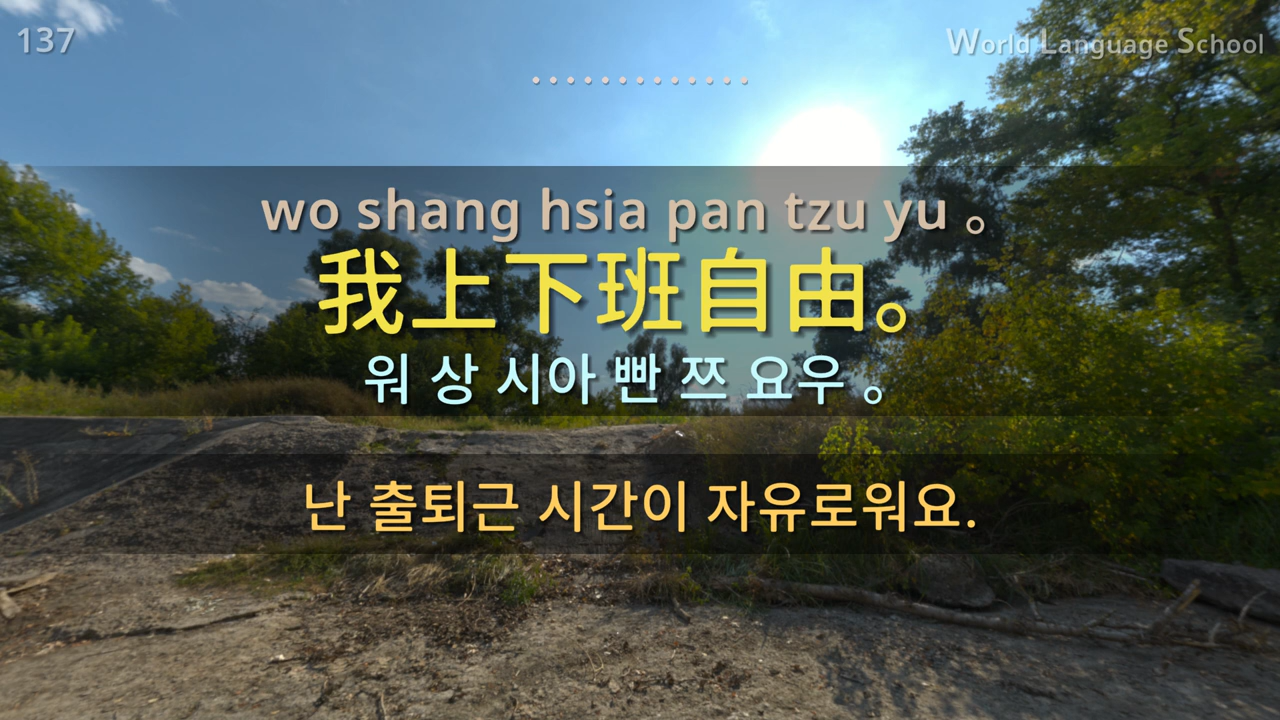 137
World Language School
wo shang hsia pan tzu yu 。
我上下班自由。
워 상 시아 빤 쯔 요우 。
난 출퇴근 시간이 자유로워요.